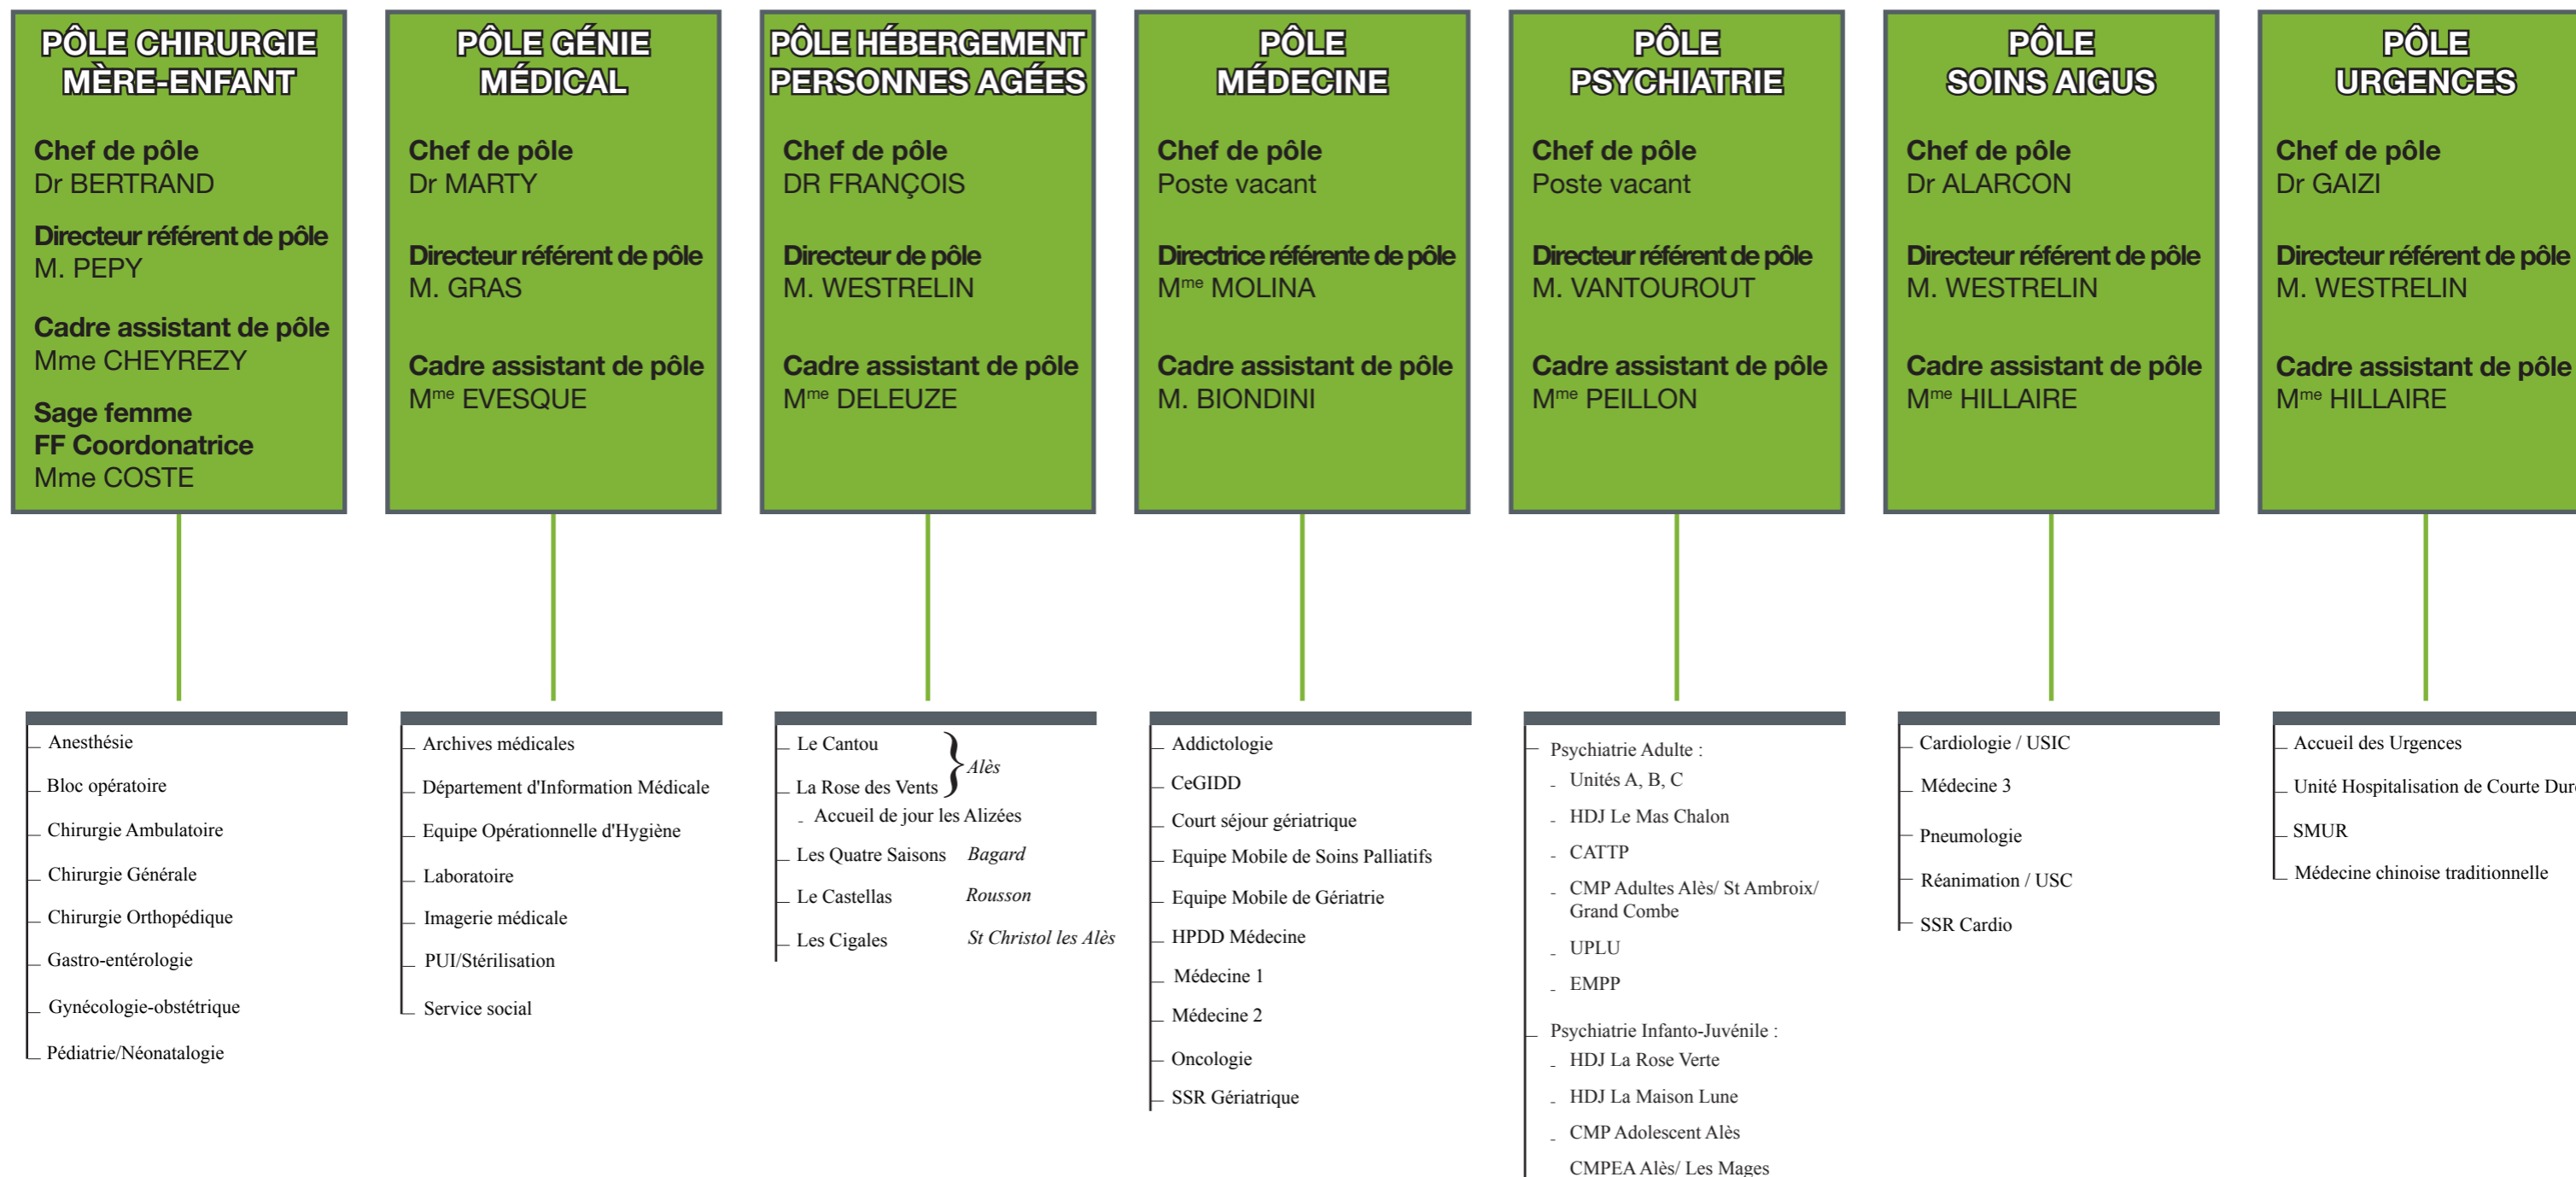 PÔLE CHIRURGIE
MÈRE-ENFANT
Chef de pôle
Dr BERTRAND
Directeur référent de pôle
M. PEPY
Cadre assistant de pôle
Mme CHEYREZY
Sage femme
FF Coordonatrice
Mme COSTE
Anesthésie
Bloc opératoire
Chirurgie Ambulatoire
Chirurgie Générale
Chirurgie Orthopédique
Gastro-entérologie
Gynécologie-obstétrique
Pédiatrie/Néonatalogie
PÔLE GÉNIE
MÉDICAL
Chef de pôle
Dr MARTY
Directeur référent de pôle
M. GRAS
Cadre assistant de pôle
Mme EVESQUE
Archives médicales
Département d'Information Médicale
Equipe Opérationnelle d'Hygiène
Laboratoire
Imagerie médicale
PUI/Stérilisation
Service social
PÔLE HÉBERGEMENT
PERSONNES AGÉES
Chef de pôle
DR FRANÇOIS
Directeur de pôle
M. WESTRELIN
Cadre assistant de pôle
Mme DELEUZE
Le Cantou
Alès
La Rose des Vents
- Accueil de jour les Alizées
Les Quatre Saisons Bagard
Le Castellas Rousson
Les Cigales St Christol les Alès
PÔLE
MÉDECINE
Chef de pôle
Poste vacant
Directrice référente de pôle
Mme MOLINA
Cadre assistant de pôle
M. BIONDINI
Addictologie
CeGIDD
Court séjour gériatrique
Equipe Mobile de Soins Palliatifs
Equipe Mobile de Gériatrie
HPDD Médecine
Médecine 1
Médecine 2
Oncologie
SSR Gériatrique
PÔLE
PSYCHIATRIE
Chef de pôle
Poste vacant
Directeur référent de pôle
M. VANTOUROUT
Cadre assistant de pôle
Mme PEILLON
Psychiatrie Adulte :
- Unités A, B, C
- HDJ Le Mas Chalon
- CATTP
- CMP Adultes Alès/ St Ambroix/
Grand Combe
- UPLU
- EMPP
Psychiatrie Infanto-Juvénile :
- HDJ La Rose Verte
- HDJ La Maison Lune
- CMP Adolescent Alès
CMPEA Alès/ Les Mages
PÔLE
SOINS AIGUS
Chef de pôle
Dr ALARCON
Directeur référent de pôle
M. WESTRELIN
Cadre assistant de pôle
Mme HILLAIRE
Cardiologie / USIC
Médecine 3
Pneumologie
Réanimation / USC
SSR Cardio
PÔLE
URGENCES
Chef de pôle
Dr GAIZI
Directeur référent de pôle
M. WESTRELIN
Cadre assistant de pôle
Mme HILLAIRE
Accueil des Urgences
Unité Hospitalisation de Courte
SMUR
Médecine chinoise traditionnelle